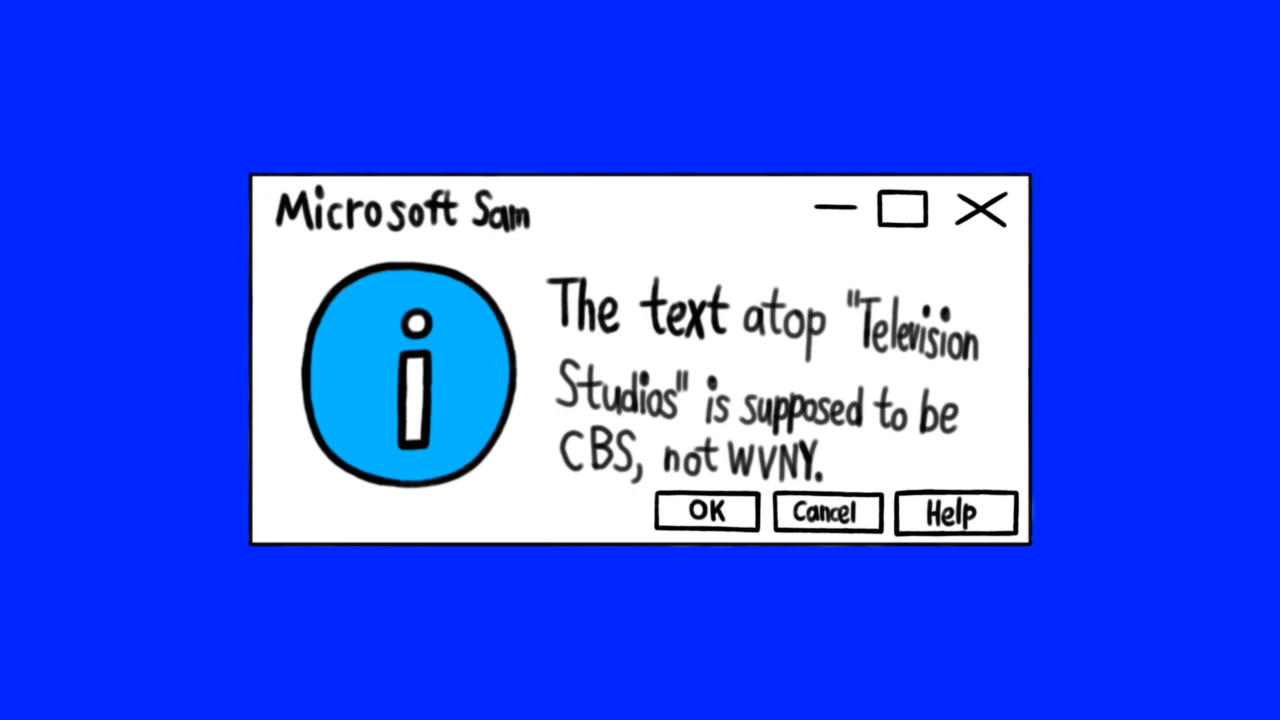 Microsoft Sam
The text atop "Television
Studios" is supposed to be
CBS, not WVNY.
OK Cancel Help